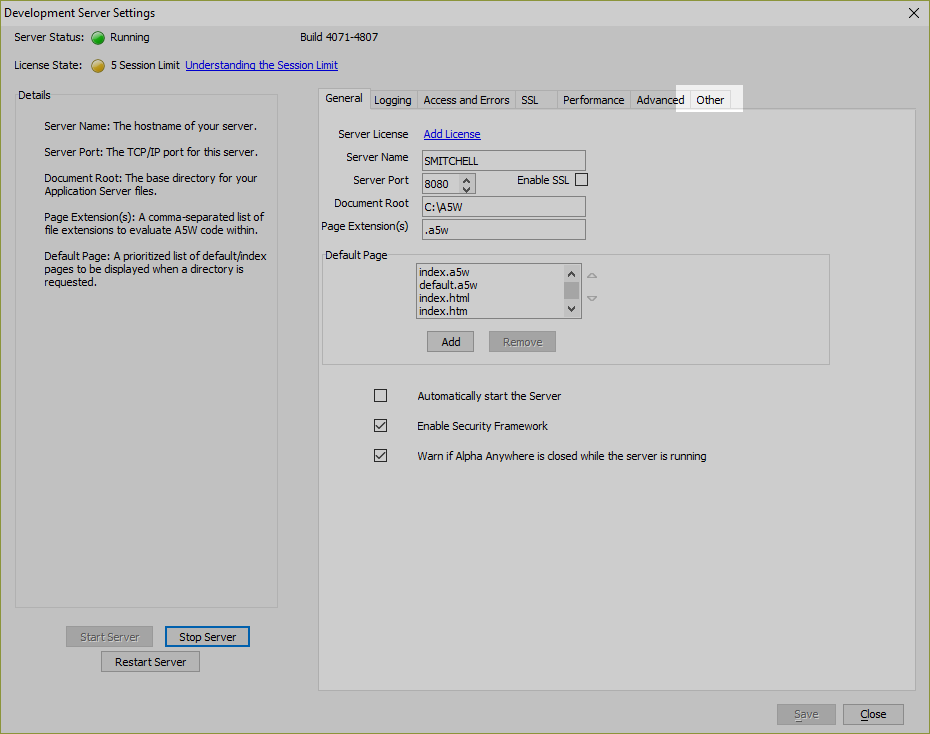 Development Server Settings
Server Status: Running Build 4071-4807
License State: 5 Session Limit Understanding the Session Limit
Details
Server Name: The hostname of your server.
Server Port: The TCP/IP port for this server.
Document Root: The base directory for your
Application Server files.
Page Extension(s): A comma-separated list of
file extensions to evaluate A5W code within.
Default Page: A prioritized list of default/index
pages to be displayed when a directory is
requested.
General Logging Access and Errors SSL Performance Advanced Other
Server License Add License
Server Name SMITCHELL
Server Port 8080 Enable SSL
Document Root C:\A5W
Page Extension(s) .a5w
Default Page
index.a5w
default.a5w
index.html
index.htm
Add Remove
Automatically start the Server
Enable Security Framework
Warn if Alpha Anywhere is closed while the server is running
Start Server Stop Server
Restart Server
Save Close